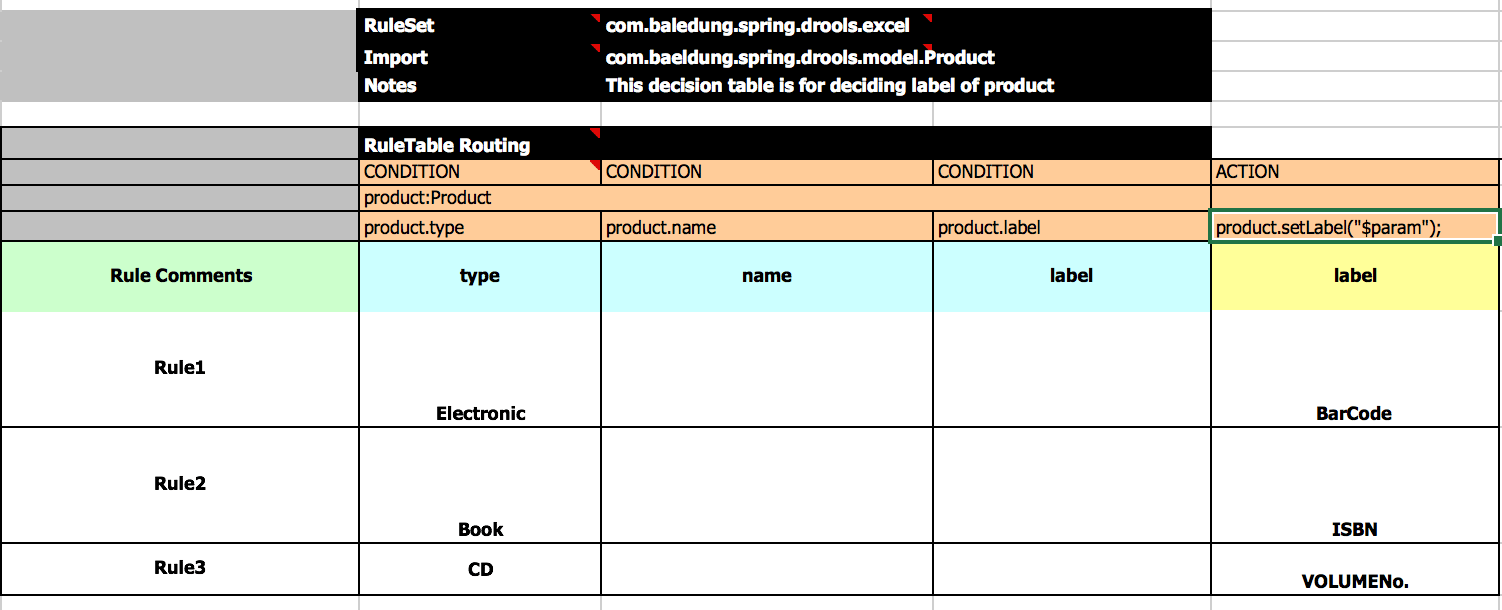 RuleSet com.baledung.spring.drools.excel
Import com.baeldung.spring.drools.model.Product
Notes This decision table is for deciding label of product
RuleTable Routing
CONDITION CONDITION CONDITION ACTION
product:Product
product.type product.name product.label product.setLabel("$param");
Rule Comments type name label label
Rule1
Electronic BarCode
Rule2
Book ISBN
Rule3 CD
VOLUMENo.